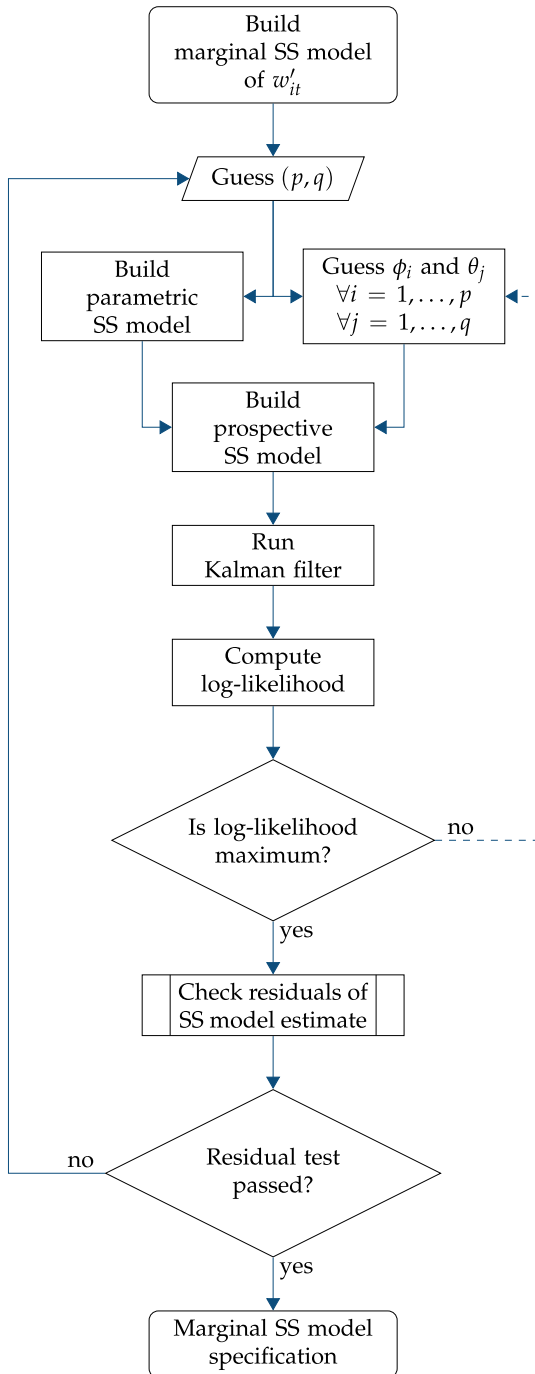 Build
marginal SS model
of w′ᵢₜ
Guess (p, q)
Build
parametric
SS model
Guess ϕᵢ and θⱼ
∀i = 1, . . . , p
∀j = 1, . . . , q
Build
prospective
SS model
Run
Kalman filter
Compute
log-likelihood
Is log-likelihood
maximum?
no
yes
Check residuals of
SS model estimate
Residual test
passed?
no
yes
Marginal SS model
specification